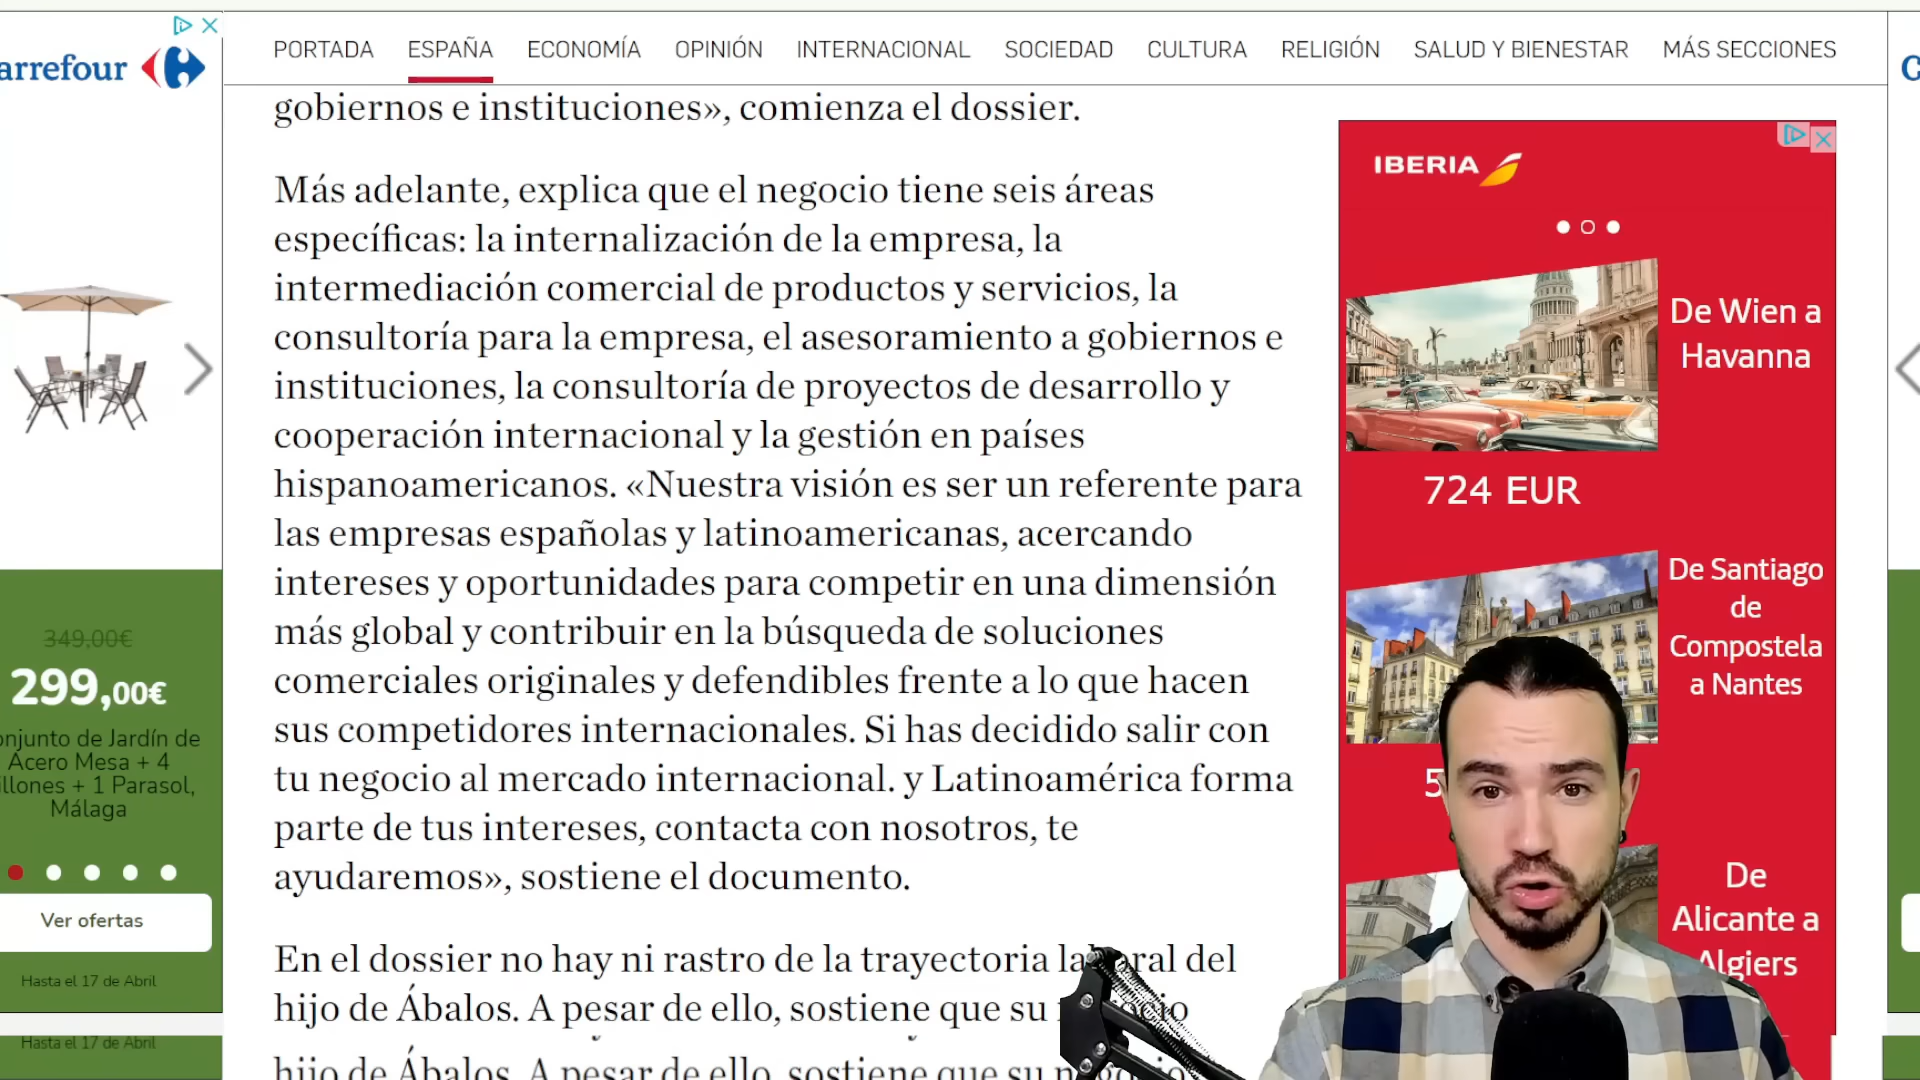 PORTADA ESPAÑA ECONOMÍA OPINIÓN INTERNACIONAL SOCIEDAD CULTURA RELIGIÓN SALUD Y BIENESTAR MÁS SECCIONES
arrefour
gobiernos e instituciones», comienza el dossier.
Más adelante, explica que el negocio tiene seis áreas
específicas: la internalización de la empresa, la
intermediación comercial de productos y servicios, la
consultoría para la empresa, el asesoramiento a gobiernos e
instituciones, la consultoría de proyectos de desarrollo y
cooperación internacional y la gestión en países
hispanoamericanos. «Nuestra visión es ser un referente para
las empresas españolas y latinoamericanas, acercando
intereses y oportunidades para competir en una dimensión
más global y contribuir en la búsqueda de soluciones
comerciales originales y defendibles frente a lo que hacen
sus competidores internacionales. Si has decidido salir con
tu negocio al mercado internacional. y Latinoamérica forma
parte de tus intereses, contacta con nosotros, te
ayudaremos», sostiene el documento.
En el dossier no hay ni rastro de la trayectoria laboral del
hijo de Ábalos. A pesar de ello, sostiene que su negocio
hijo de Ábalos. A pesar de ello, sostiene que su negocio
349,00€
299,00€
onjunto de Jardín de
Acero Mesa + 4
illones + 1 Parasol,
Málaga
Ver ofertas
Hasta el 17 de Abril
Hasta el 17 de Abril
IBERIA
De Wien a
Havanna
724 EUR
De Santiago
de
Compostela
a Nantes
5
De
Alicante a
Algiers
C